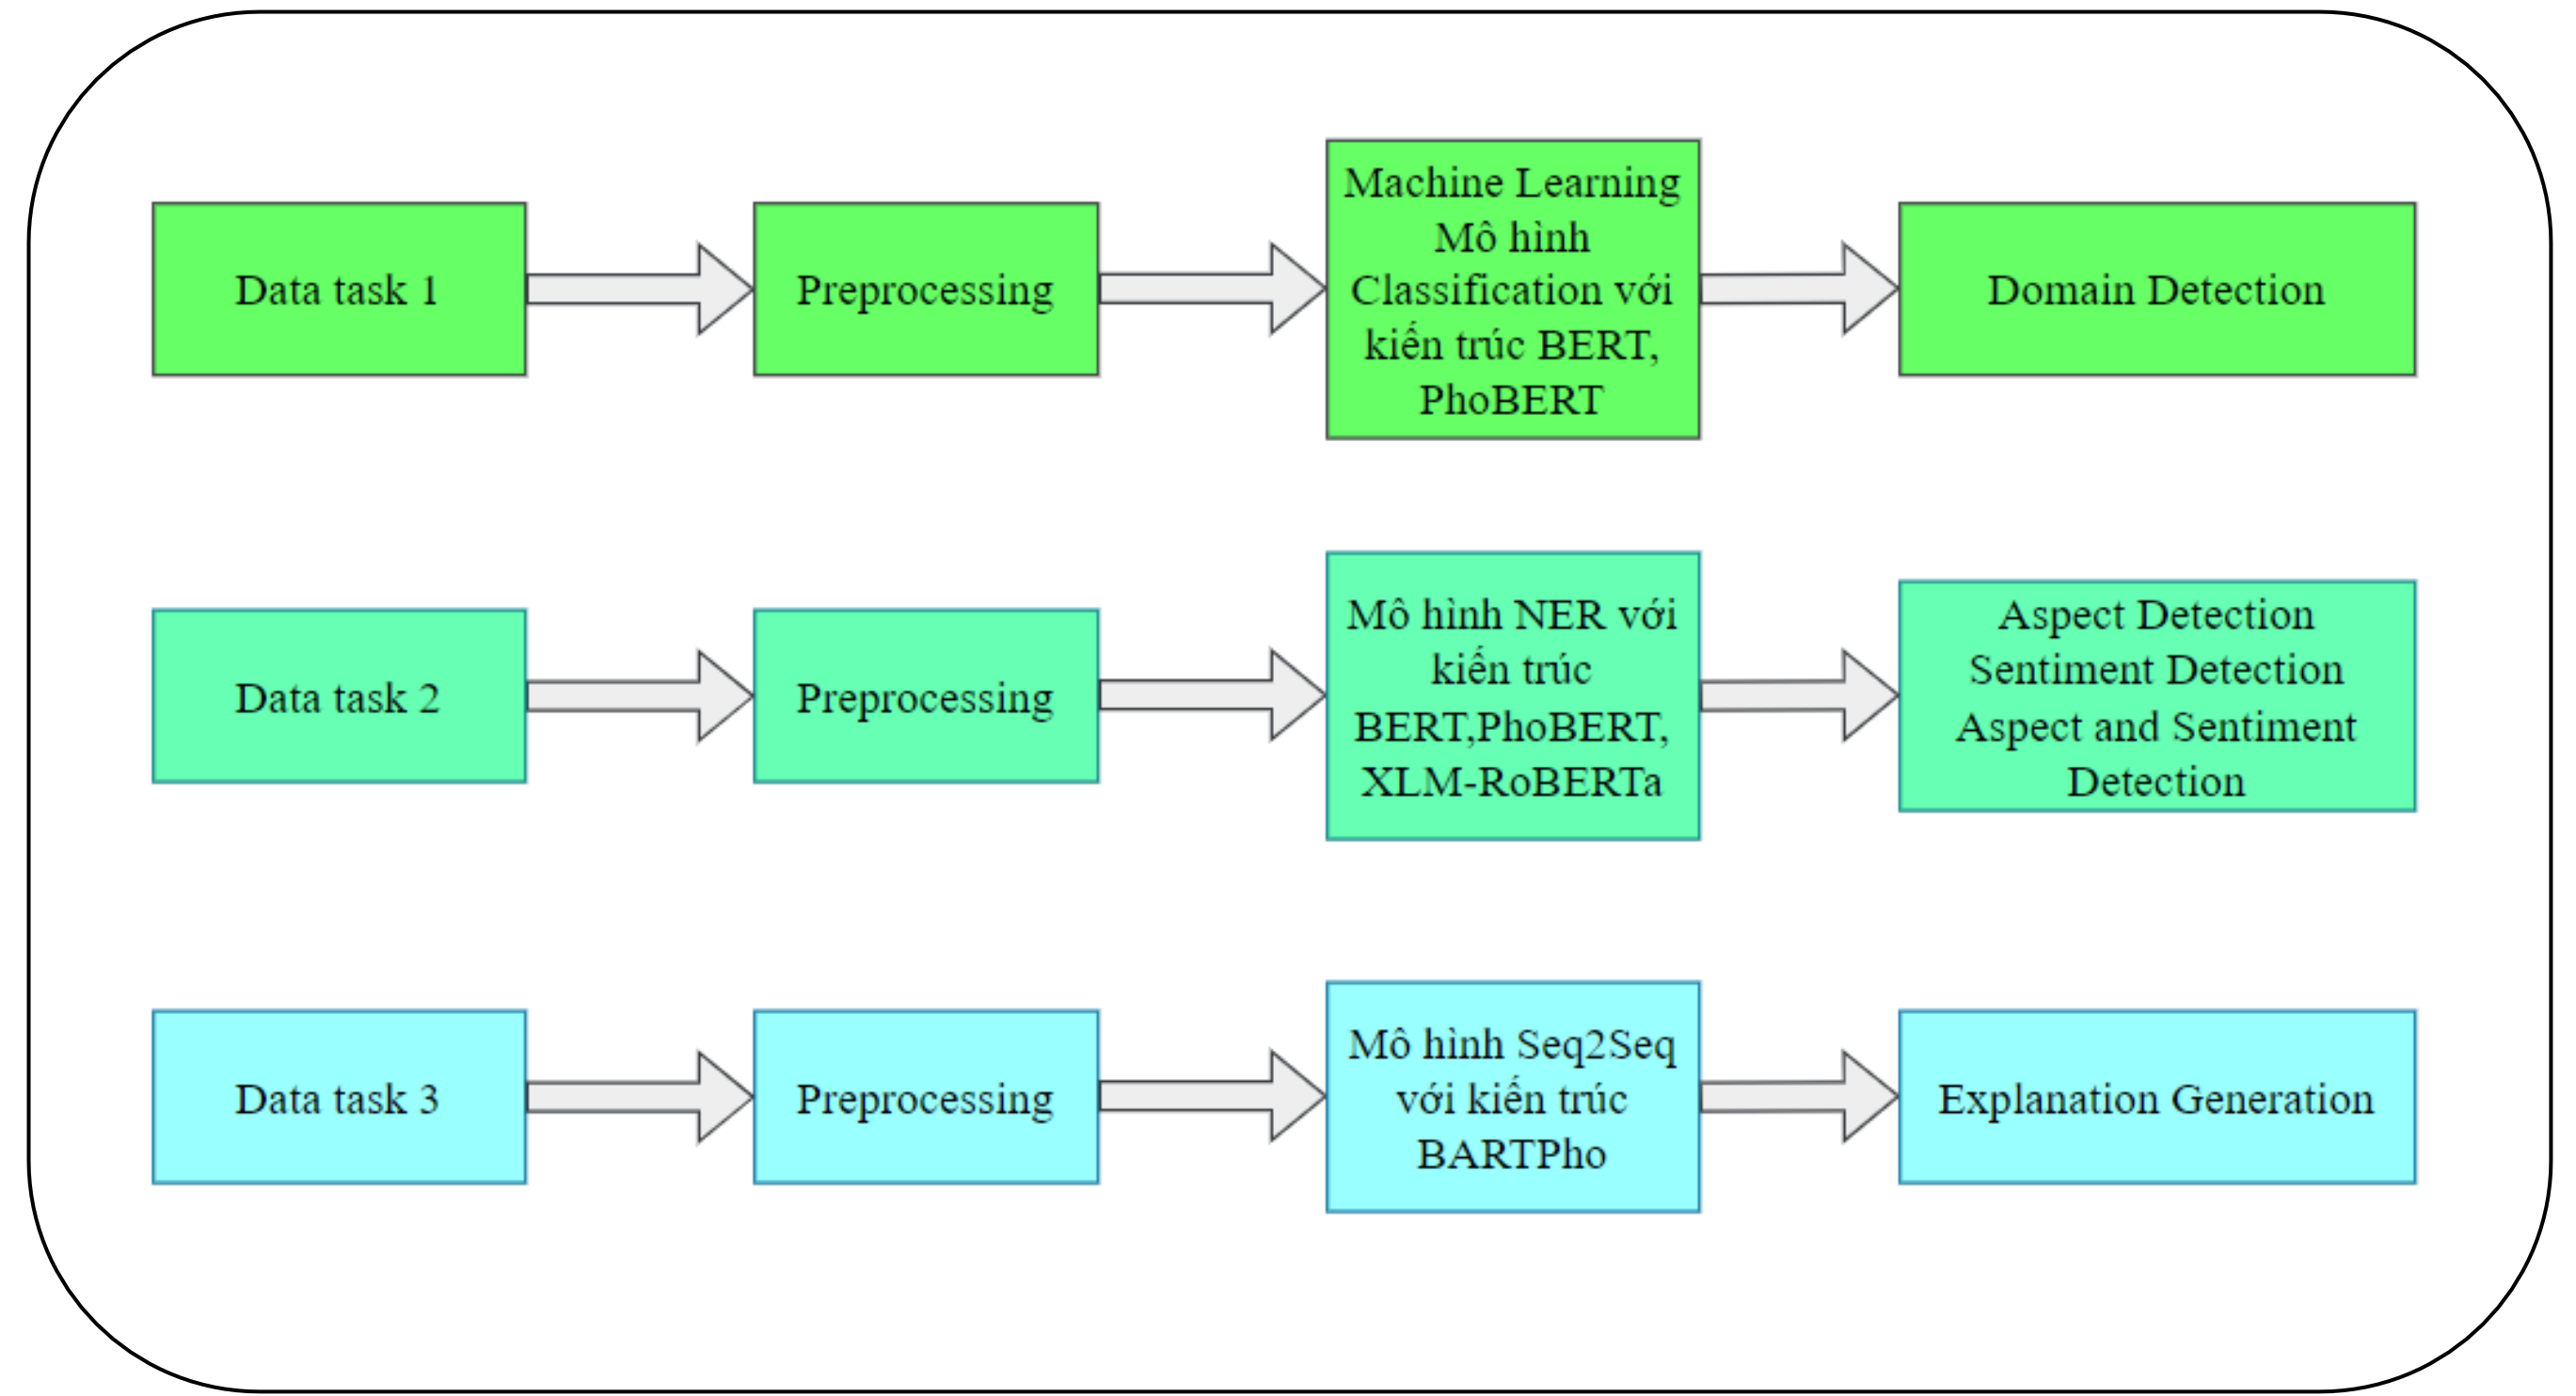 Data task 1
Preprocessing
Machine Learning
Mô hình
Classification với
kiến trúc BERT,
PhoBERT
Domain Detection
Data task 2
Preprocessing
Mô hình NER với
kiến trúc
BERT,PhoBERT,
XLM-RoBERTa
Aspect Detection
Sentiment Detection
Aspect and Sentiment
Detection
Data task 3
Preprocessing
Mô hình Seq2Seq
với kiến trúc
BARTPho
Explanation Generation